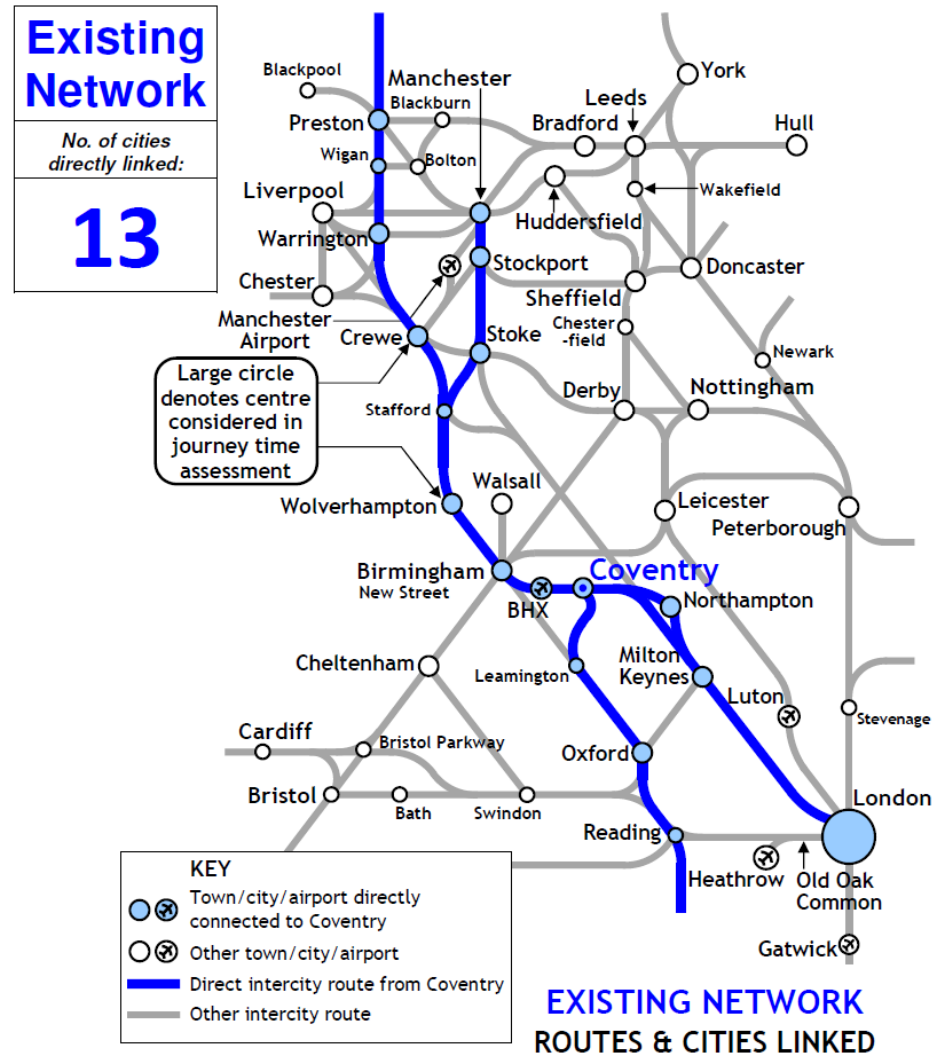 Existing
Network
No. of cities
directly linked:
13
Blackpool
Manchester
Blackburn
Preston
Wigan
Bolton
Liverpool
Warrington
Chester
Manchester
Airport
Crewe
Stockport
Stoke
York
Leeds
Bradford
Hull
Wakefield
Huddersfield
Doncaster
Sheffield
Chester
-field
Newark
Derby
Nottingham
Large circle
denotes centre
considered in
journey time
assessment
Stafford
Walsall
Wolverhampton
Leicester
Peterborough
Birmingham
New Street
BHX
Coventry
Northampton
Cheltenham
Leamington
Milton
Keynes
Luton
Stevenage
Cardiff
Bristol Parkway
Oxford
Bristol
Bath
Swindon
London
Reading
Heathrow
Old Oak
Common
Gatwick
KEY
Town/city/airport directly
connected to Coventry
Other town/city/airport
Direct intercity route from Coventry
Other intercity route
EXISTING NETWORK
ROUTES & CITIES LINKED